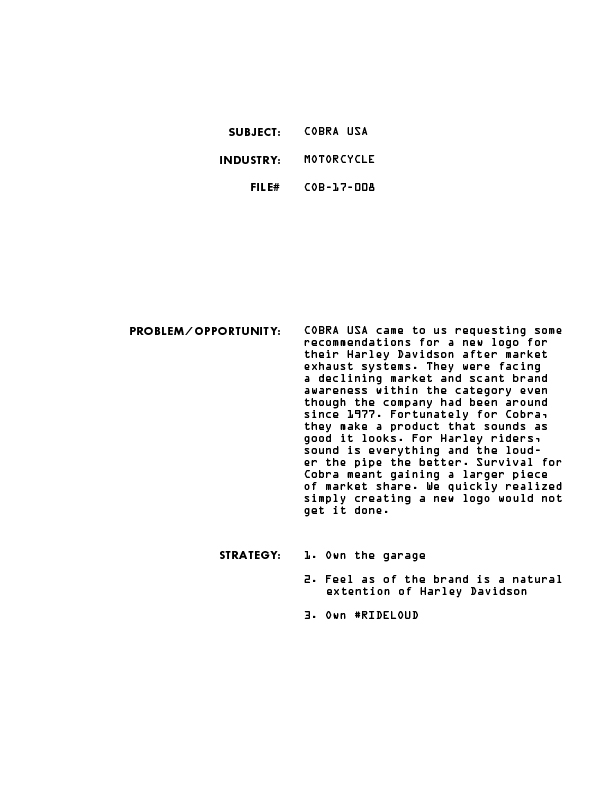 SUBJECT: COBRA USA
INDUSTRY: MOTORCYCLE
FILE# COB-17-008
PROBLEM/OPPORTUNITY: COBRA USA came to us requesting some
recommendations for a new logo for
their Harley Davidson after market
exhaust systems. They were facing
a declining market and scant brand
awareness within the category even
though the company had been around
since 1977. Fortunately for Cobra,
they make a product that sounds as
good it looks. For Harley riders,
sound is everything and the loud-
er the pipe the better. Survival for
Cobra meant gaining a larger piece
of market share. We quickly realized
simply creating a new logo would not
get it done.
STRATEGY: 1. Own the garage
2. Feel as of the brand is a natural
extention of Harley Davidson
3. Own #RIDELOUD